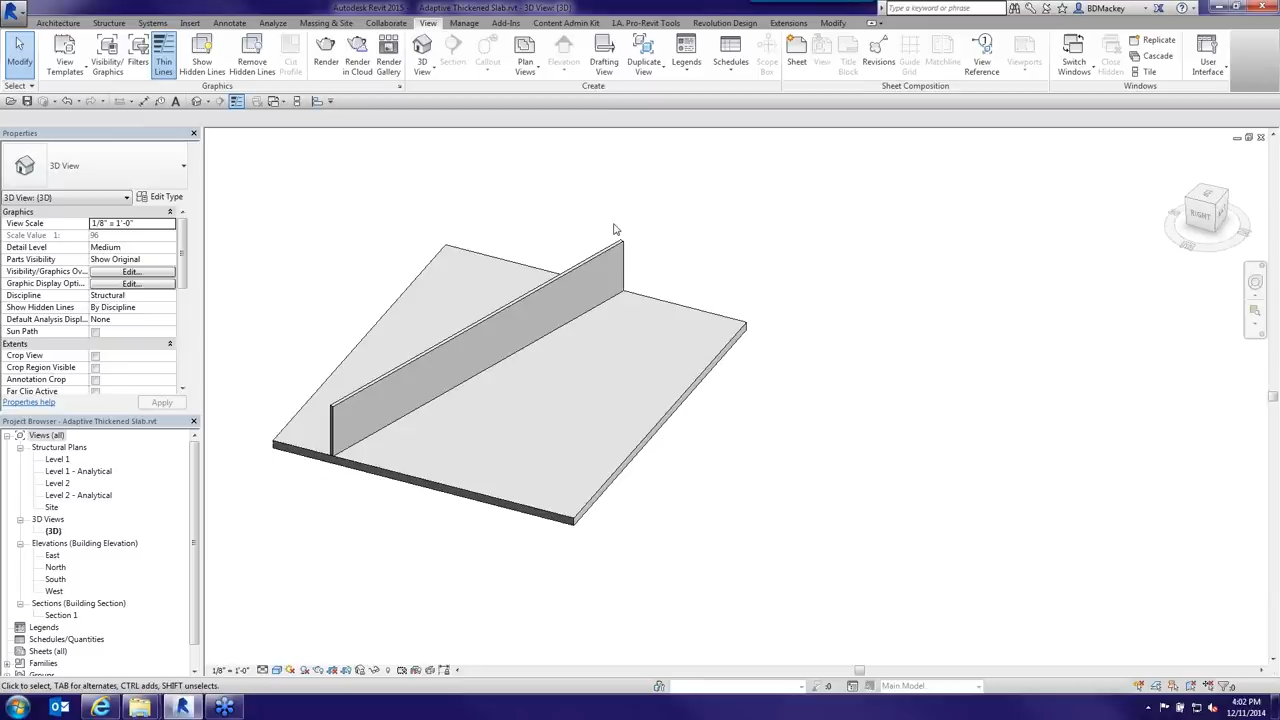 Autodesk Revit 2015 - Adaptive Thickened Slab.rvt - 3D View: {3D}
Type a keyword or phrase
BDMackey
Architecture Structure Systems Insert Annotate Analyze Massing & Site Collaborate View Manage Add-Ins Content Admin Kit I.A. Pro-Revit Tools Revolution Design Extensions Modify
Modify
View Templates
Visibility/ Graphics
Filters
Thin Lines
Show Hidden Lines
Remove Hidden Lines
Cut Profile
Render
Render in Cloud
Render Gallery
3D View
Section
Callout
Plan Views
Elevation
Drafting View
Duplicate View
Legends
Schedules
Scope Box
Sheet
View
Title Block
Revisions
Guide Grid
Matchline
View Reference
Viewports
Switch Windows
Close Hidden
Replicate
Cascade
Tile
User Interface
Select
Graphics
Create
Sheet Composition
Windows
Properties
3D View
3D View: {3D}
Edit Type
Graphics
View Scale 1/8" = 1'-0"
Scale Value 1: 96
Detail Level Medium
Parts Visibility Show Original
Visibility/Graphics Ov... Edit...
Graphic Display Opti... Edit...
Discipline Structural
Show Hidden Lines By Discipline
Default Analysis Displ... None
Sun Path
Extents
Crop View
Crop Region Visible
Annotation Crop
Far Clip Active
Properties help
Apply
Project Browser - Adaptive Thickened Slab.rvt
Views (all)
Structural Plans
Level 1
Level 1 - Analytical
Level 2
Level 2 - Analytical
Site
3D Views
{3D}
Elevations (Building Elevation)
East
North
South
West
Sections (Building Section)
Section 1
Legends
Schedules/Quantities
Sheets (all)
Families
Groups
RIGHT
1/8" = 1'-0"
Click to select, TAB for alternates, CTRL adds, SHIFT unselects.
:0
Main Model
:0
4:02 PM
12/11/2014